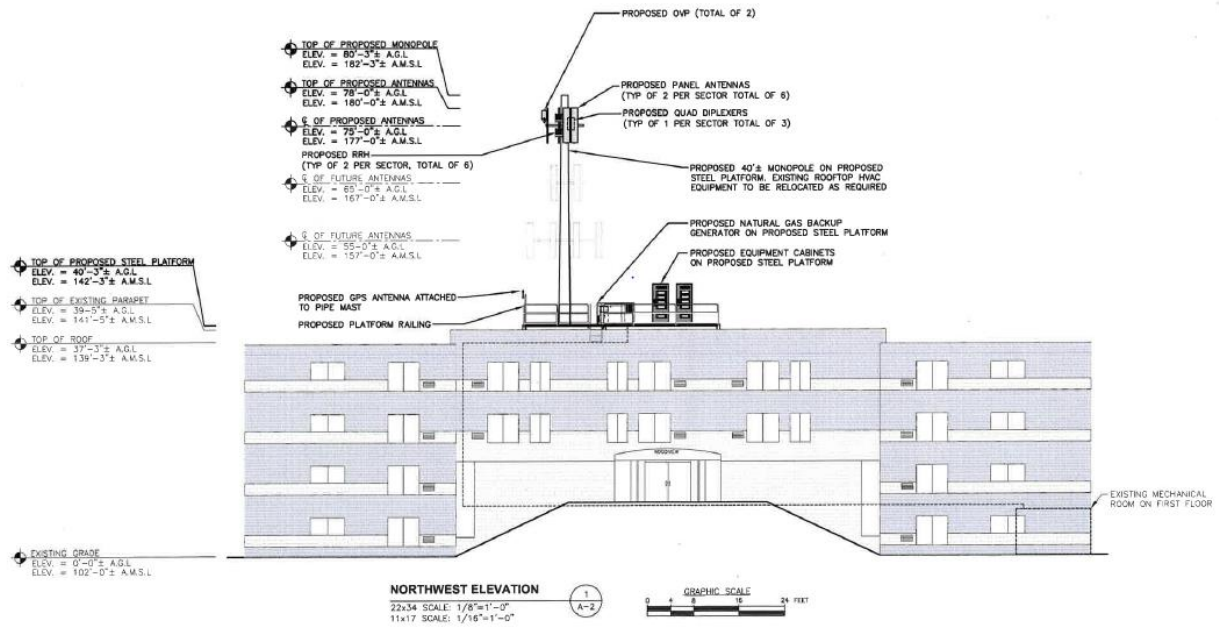 PROPOSED OVP (TOTAL OF 2)
TOP OF PROPOSED MONOPOLE
ELEV. = 80'-3"± A.G.L
ELEV. = 182'-3"± A.M.S.L
TOP OF PROPOSED ANTENNAS
ELEV. = 78'-0"± A.G.L
ELEV. = 180'-0"± A.M.S.L
PROPOSED PANEL ANTENNAS
(TYP OF 2 PER SECTOR TOTAL OF 6)
PROPOSED QUAD DIPLEXERS
(TYP OF 1 PER SECTOR TOTAL OF 3)
℄ OF PROPOSED ANTENNAS
ELEV. = 75'-0"± A.G.L
ELEV. = 177'-0"± A.M.S.L
PROPOSED RRH
(TYP OF 2 PER SECTOR, TOTAL OF 6)
PROPOSED 40'± MONOPOLE ON PROPOSED
STEEL PLATFORM. EXISTING ROOFTOP HVAC
EQUIPMENT TO BE RELOCATED AS REQUIRED
℄ OF FUTURE ANTENNAS
ELEV. = 65'-0"± A.G.L
ELEV. = 167'-0"± A.M.S.L
PROPOSED NATURAL GAS BACKUP
GENERATOR ON PROPOSED STEEL PLATFORM
℄ OF FUTURE ANTENNAS
ELEV. = 55-0"± A.G.L
ELEV. = 157'-0"± A.M.S.L
PROPOSED EQUIPMENT CABINETS
ON PROPOSED STEEL PLATFORM
TOP OF PROPOSED STEEL PLATFORM
ELEV. = 40'-3"± A.G.L
ELEV. = 142'-3"± A.M.S.L
PROPOSED GPS ANTENNA ATTACHED
TO PIPE MAST
PROPOSED PLATFORM RAILING
TOP OF EXISTING PARAPET
ELEV. = 39-5"± A.G.L
ELEV. = 141'-5"± A.M.S.L
TOP OF ROOF
ELEV. = 37'-3"± A.G.L
ELEV. = 139'-3"± A.M.S.L
EXISTING MECHANICAL
ROOM ON FIRST FLOOR
EXISTING GRADE
ELEV. = 0'-0"± A.G.L
ELEV. = 102'-0"± A.M.S.L
NORTHWEST ELEVATION
22x34 SCALE: 1/8"=1'-0"
11x17 SCALE: 1/16"=1'-0"
1
A-2
GRAPHIC SCALE
0 4 8 16 24 FEET